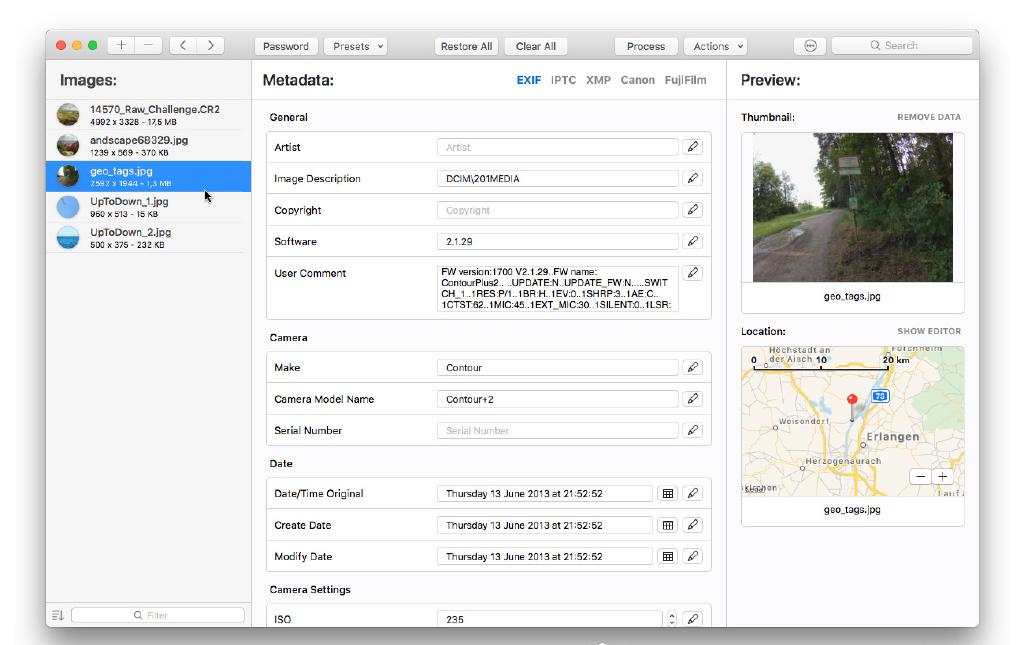 Password
Presets
Restore All
Clear All
Process
Actions
Search
Images:
14570_Raw_Challenge.CR2
4992 x 3328 - 17,5 MB
andscape68329.jpg
1239 x 569 - 370 KB
geo_tags.jpg
2592 x 1944 - 1,3 MB
UpToDown_1.jpg
960 x 513 - 15 KB
UpToDown_2.jpg
500 x 375 - 232 KB
Filter
Metadata:
EXIF IPTC XMP Canon FujiFilm
General
Artist
Artist
Image Description
DCIM\201MEDIA
Copyright
Copyright
Software
2.1.29
User Comment
FW version:1700 V2.1.29..FW name:
ContourPlus2.. ..UPDATE:N..UPDATE_FW:N.....SWIT
CH_1..1RES:P/1..1BR:H..1EV:0..1SHRP:3..1AE:C..
1CTST:62..1MIC:45..1EXT_MIC:30..1SILENT:0..1LSR:
Camera
Make
Contour
Camera Model Name
Contour+2
Serial Number
Serial Number
Date
Date/Time Original
Thursday 13 June 2013 at 21:52:52
Create Date
Thursday 13 June 2013 at 21:52:52
Modify Date
Thursday 13 June 2013 at 21:52:52
Camera Settings
ISO
235
Preview:
Thumbnail:
REMOVE DATA
geo_tags.jpg
Location:
SHOW EDITOR
Höchstadt an
der Aisch
Forchheim
0 10 20 km
73
Weisendorf
Erlangen
Herzogenaurach
geo_tags.jpg